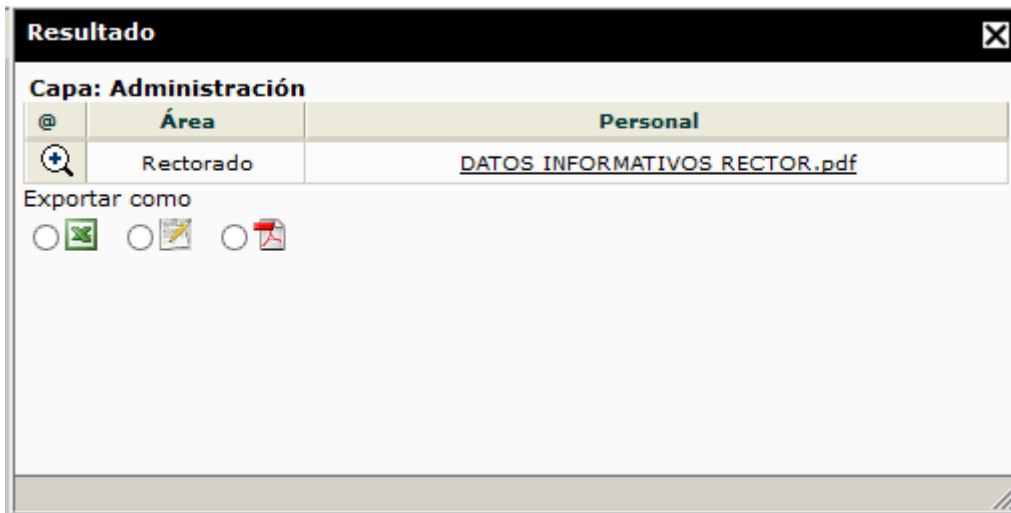 Resultado
Capa: Administración
@ Área Personal
Rectorado DATOS INFORMATIVOS RECTOR.pdf
Exportar como